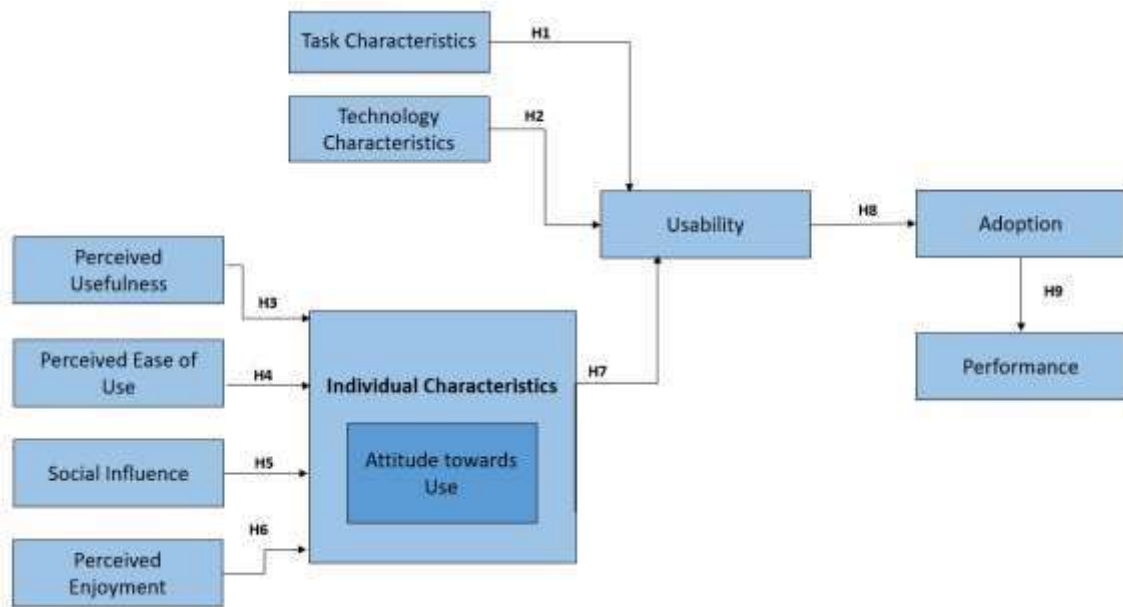 Task Characteristics
H1
Technology
Characteristics
H2
Usability
H8
Adoption
Perceived
Usefulness
H3
H9
Perceived Ease of
Use
H4
Individual Characteristics
H7
Performance
Attitude towards
Use
Social Influence
H5
H6
Perceived
Enjoyment